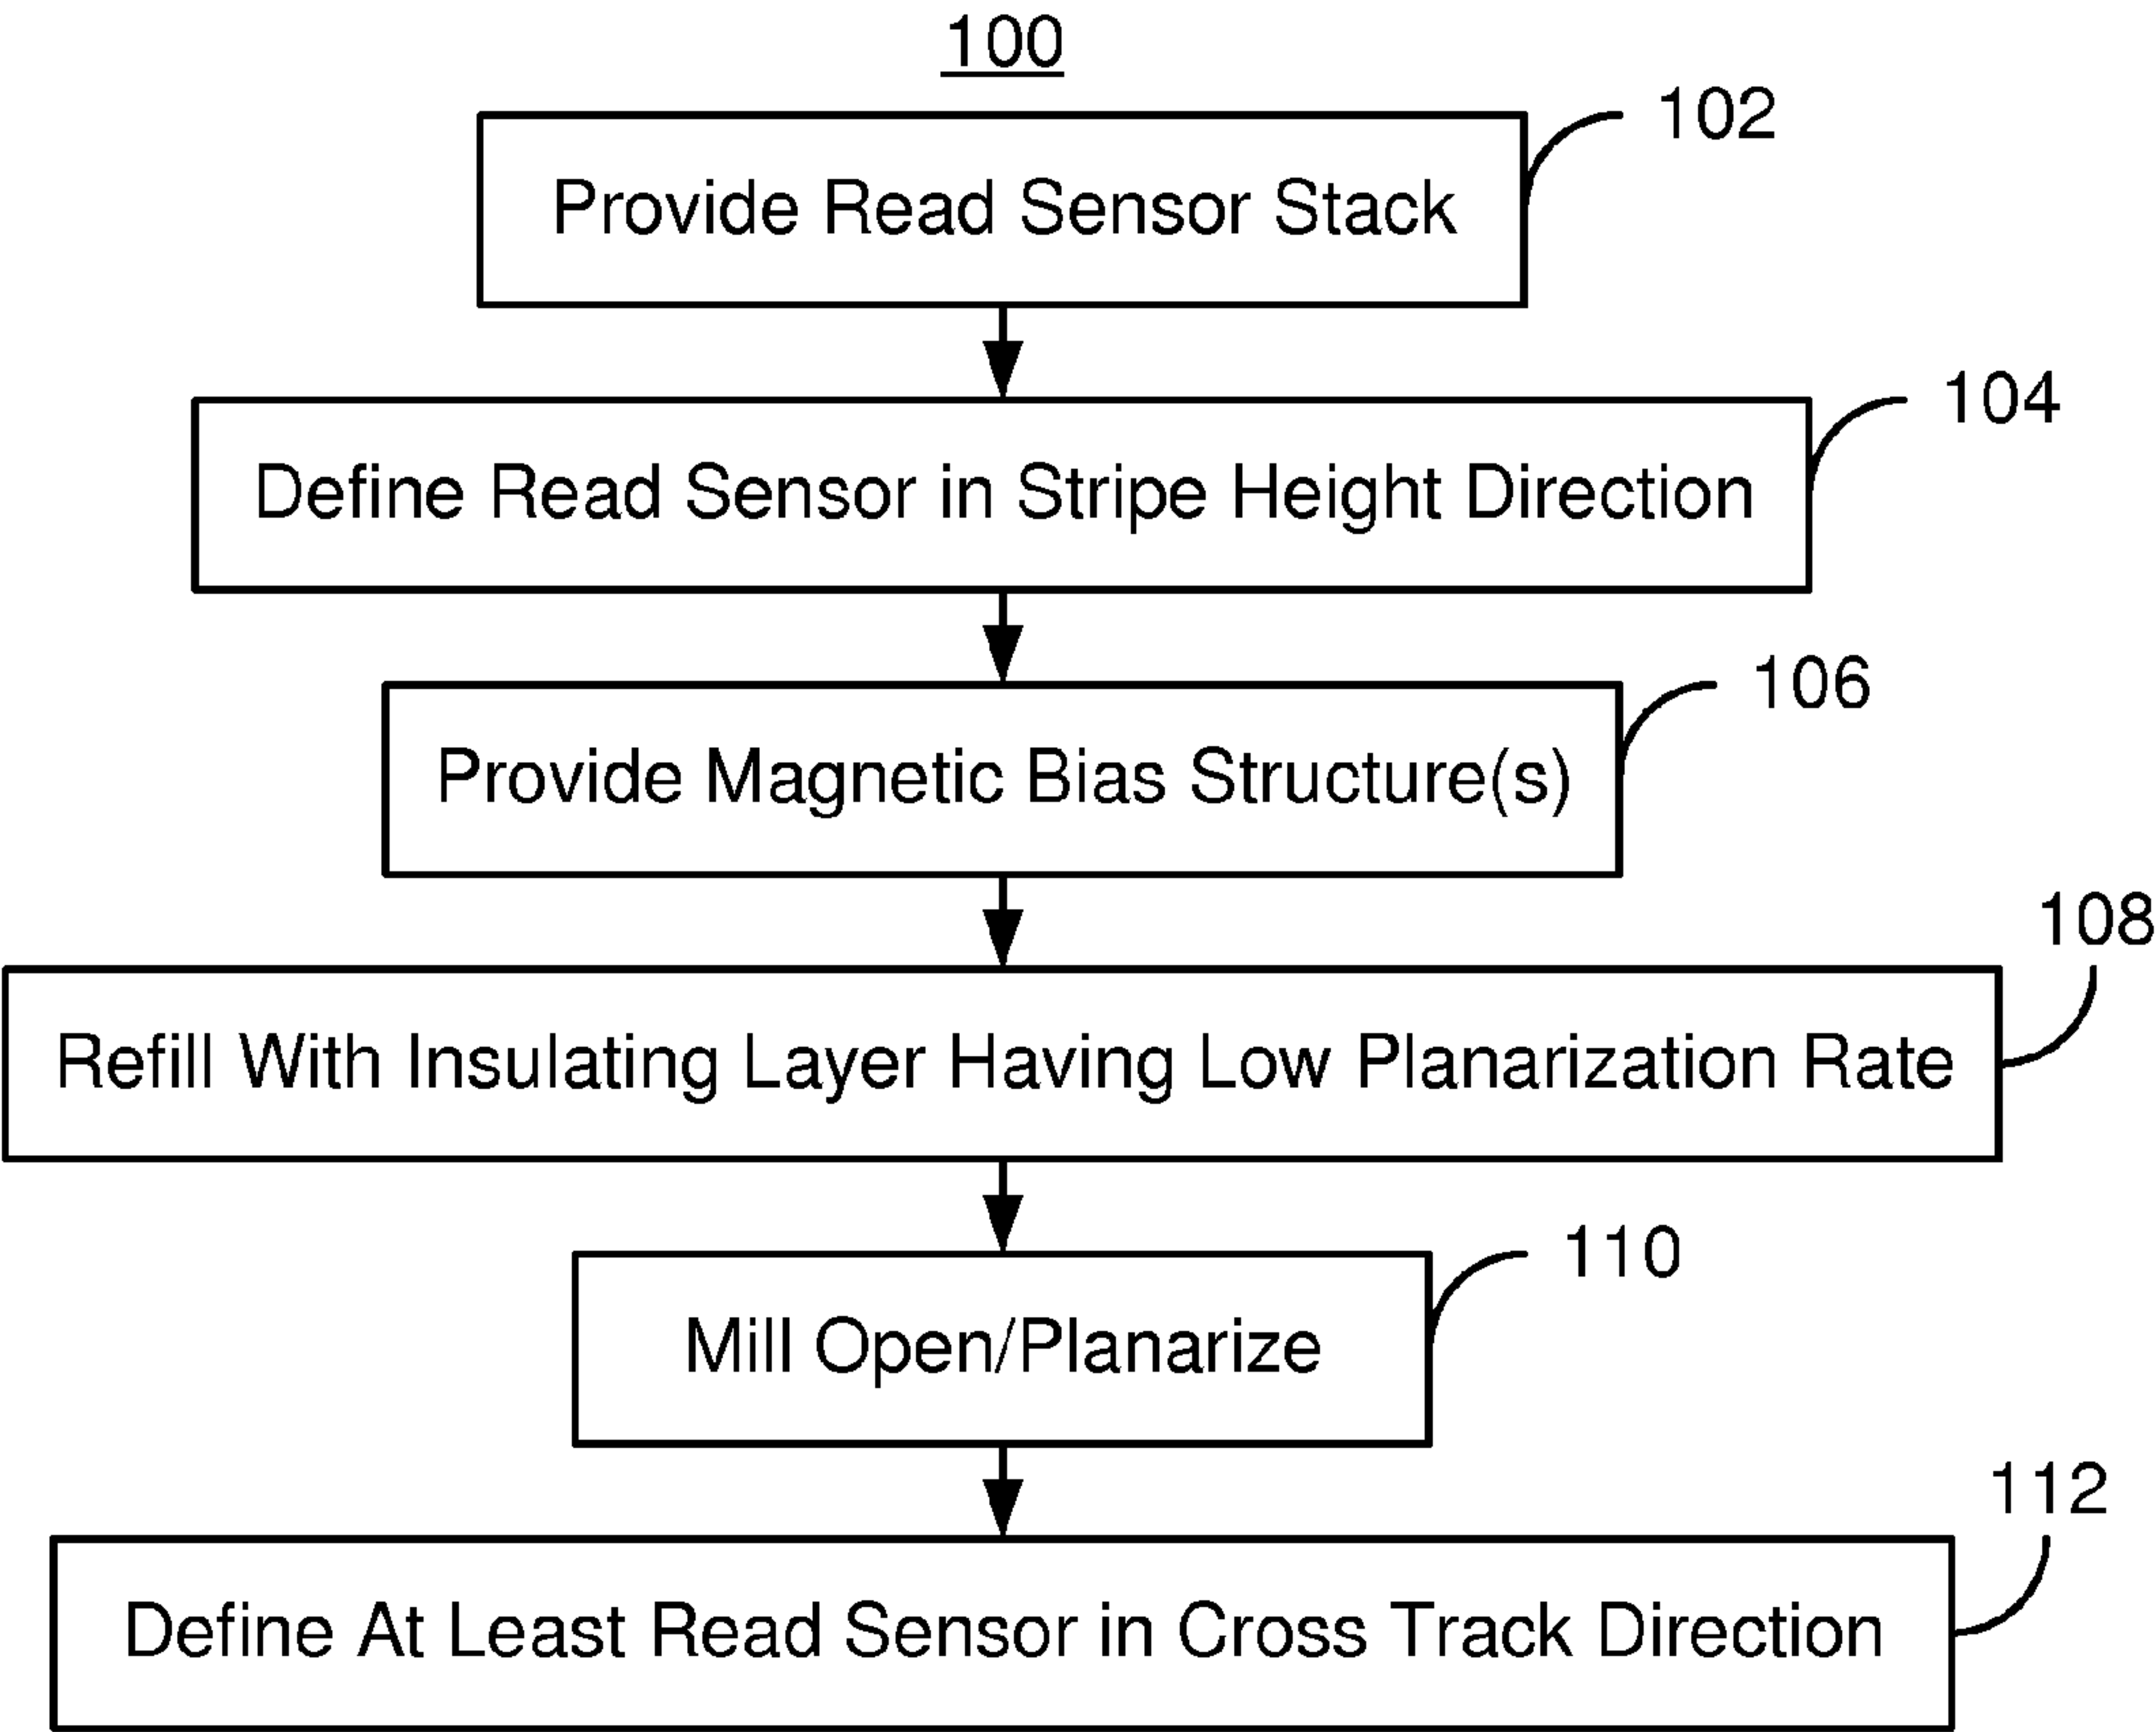 100
102
Provide Read Sensor Stack
104
Define Read Sensor in Stripe Height Direction
106
Provide Magnetic Bias Structure(s)
108
Refill With Insulating Layer Having Low Planarization Rate
110
Mill Open/Planarize
112
Define At Least Read Sensor in Cross Track Direction